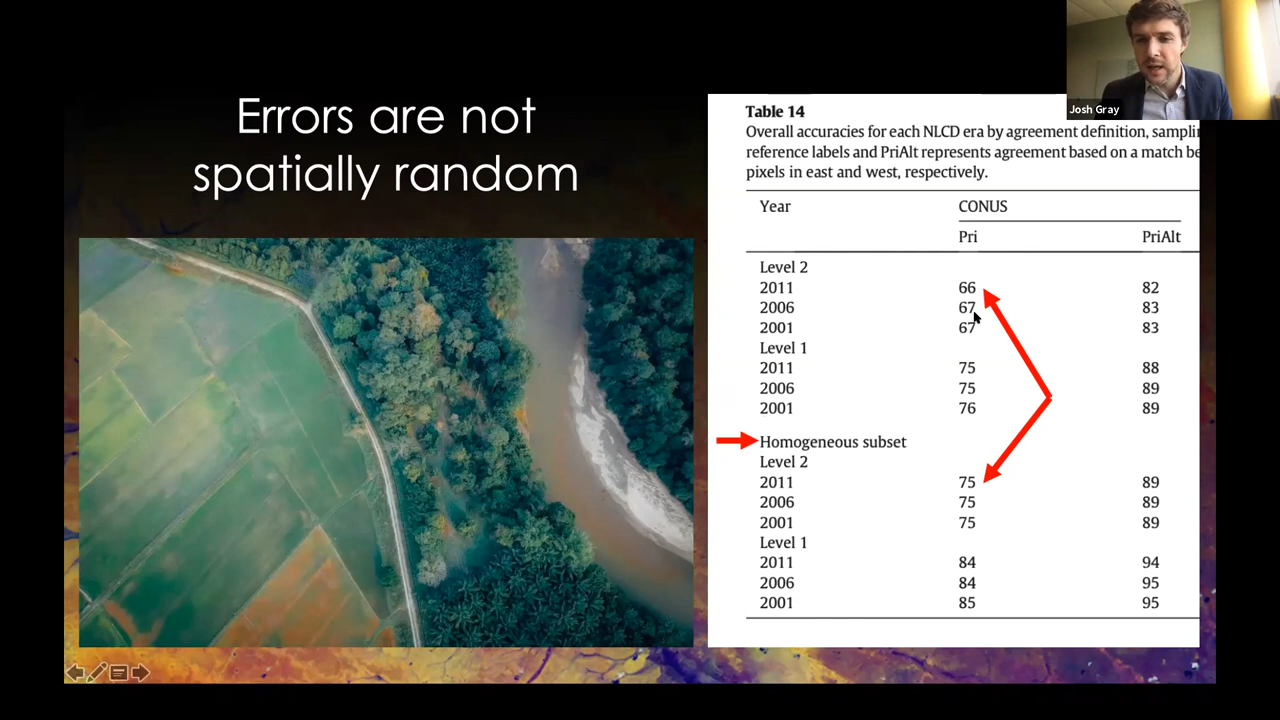 Errors are not
spatially random
Josh Gray
Table 14
Overall accuracies for each NLCD era by agreement definition, sampli
reference labels and PriAlt represents agreement based on a match be
pixels in east and west, respectively.
Year CONUS
Pri PriAlt
Level 2
2011 66 82
2006 67 83
2001 67 83
Level 1
2011 75 88
2006 75 89
2001 76 89
Homogeneous subset
Level 2
2011 75 89
2006 75 89
2001 75 89
Level 1
2011 84 94
2006 84 95
2001 85 95